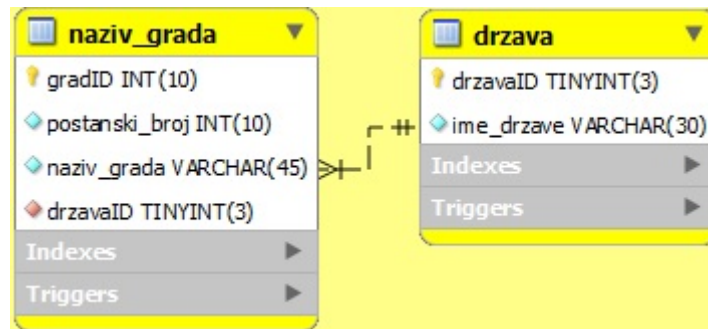 naziv_grada
gradID INT(10)
postanski_broj INT(10)
naziv_grada VARCHAR(45)
drzavaID TINYINT(3)
Indexes
Triggers
drzava
drzavaID TINYINT(3)
ime_drzave VARCHAR(30)
Indexes
Triggers